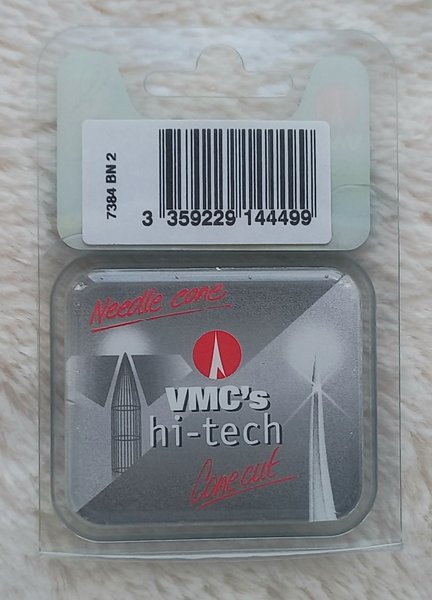 7384 BN 2
3 359229 144499
Needle cone
VMC's
hi-tech
Cone cut